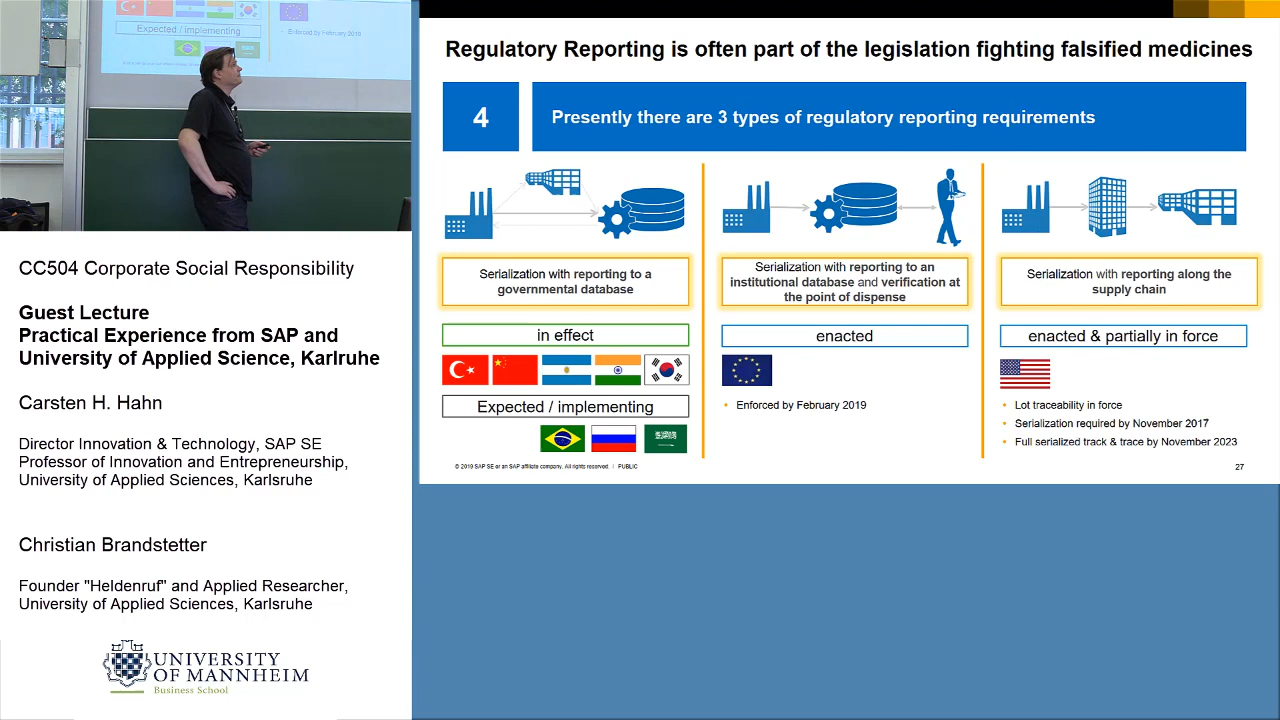 Expected / implementing
Enforced by February 2019
CC504 Corporate Social Responsibility
Guest Lecture
Practical Experience from SAP and
University of Applied Science, Karlsruhe
Carsten H. Hahn
Director Innovation & Technology, SAP SE
Professor of Innovation and Entrepreneurship,
University of Applied Sciences, Karlsruhe
Christian Brandstetter
Founder "Heldenruf" and Applied Researcher,
University of Applied Sciences, Karlsruhe
UNIVERSITY
OF MANNHEIM
Business School
Regulatory Reporting is often part of the legislation fighting falsified medicines
4
Presently there are 3 types of regulatory reporting requirements
Serialization with reporting to a
governmental database
in effect
Expected / implementing
Serialization with reporting to an
institutional database and verification at
the point of dispense
enacted
• Enforced by February 2019
Serialization with reporting along the
supply chain
enacted & partially in force
• Lot traceability in force
• Serialization required by November 2017
• Full serialized track & trace by November 2023
© 2019 SAP SE or an SAP affiliate company. All rights reserved. | PUBLIC
27